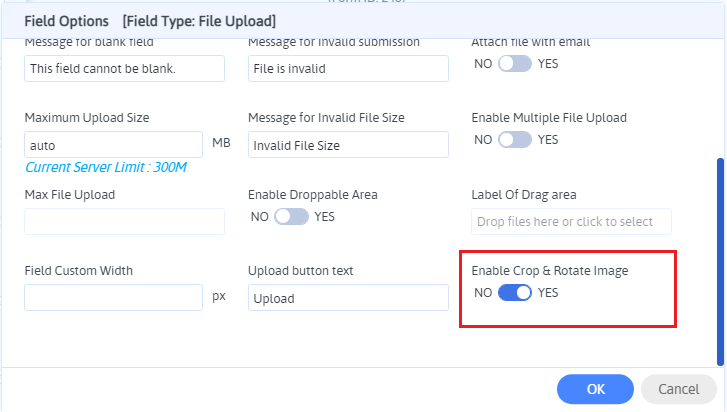 Field Options [Field Type: File Upload]
Message for blank field Message for invalid submission Attach file with email
This field cannot be blank. File is invalid NO YES
Maximum Upload Size Message for Invalid File Size Enable Multiple File Upload
auto MB Invalid File Size NO YES
Current Server Limit : 300M
Max File Upload Enable Droppable Area Label Of Drag area
NO YES Drop files here or click to select
Field Custom Width Upload button text Enable Crop & Rotate Image
px Upload NO YES
OK Cancel